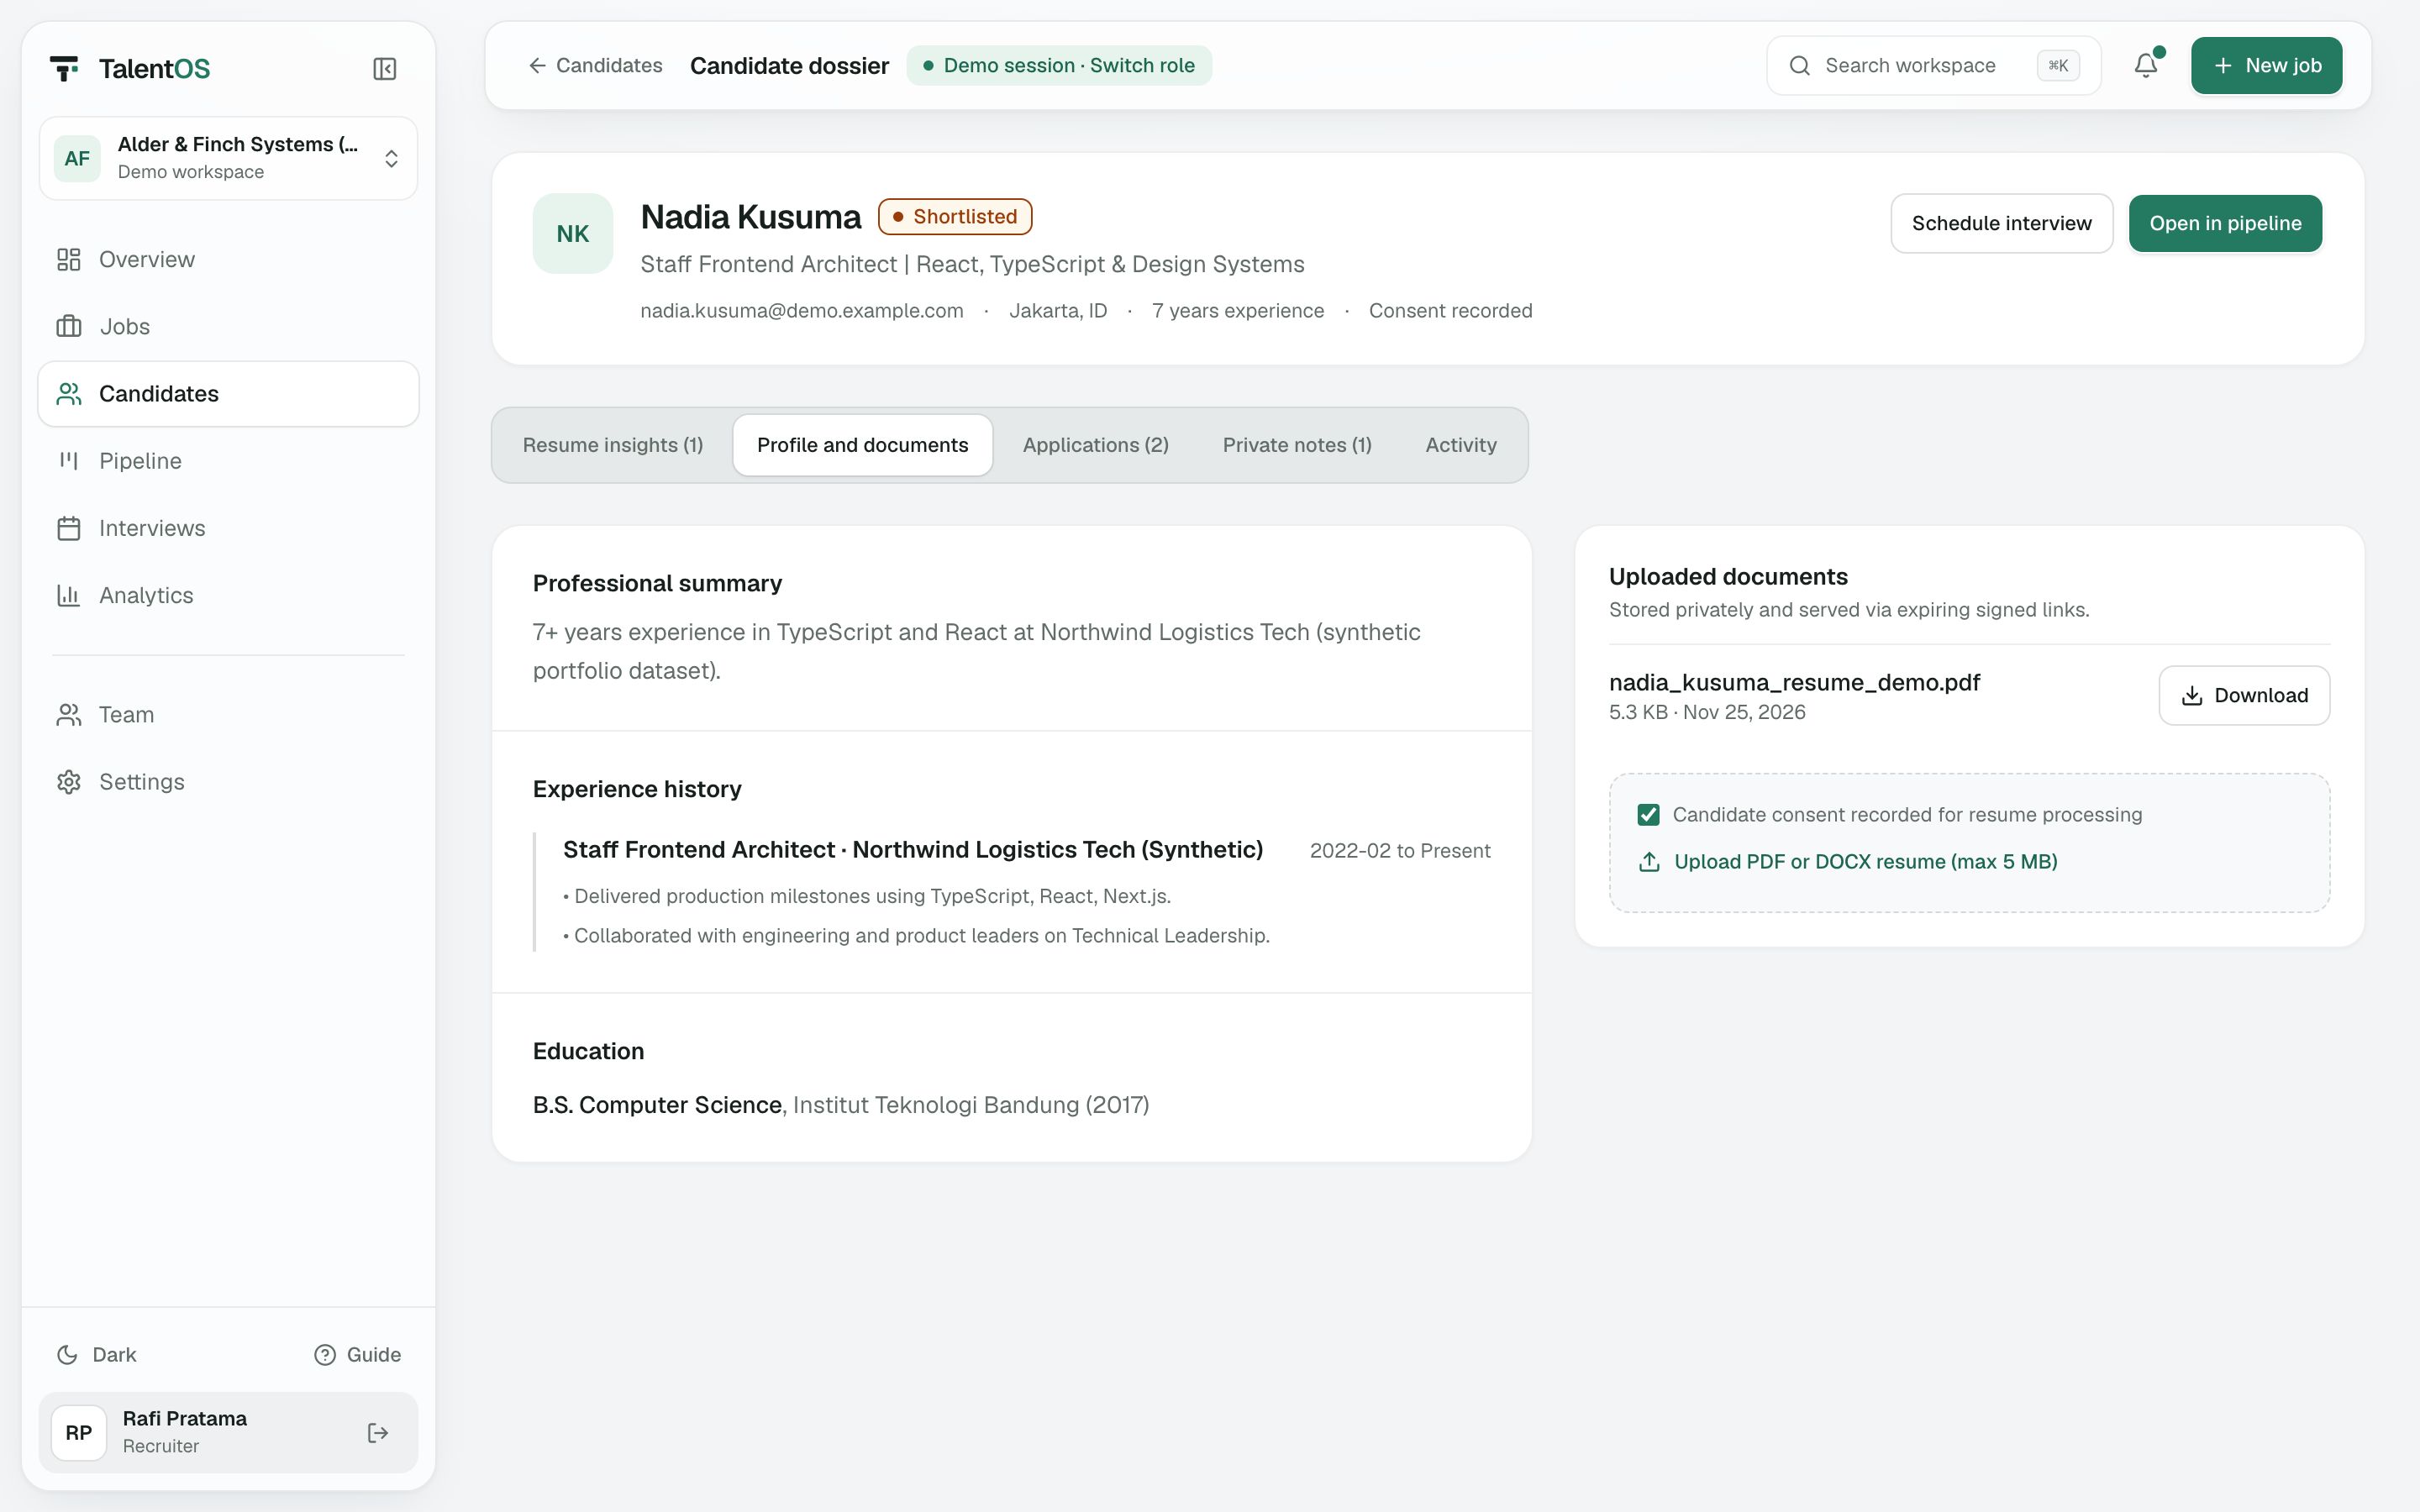 TalentOS
AF
Alder & Finch Systems (...
Demo workspace
Overview
Jobs
Candidates
Pipeline
Interviews
Analytics
Team
Settings
Dark
Guide
RP
Rafi Pratama
Recruiter
Candidates
Candidate dossier
Demo session · Switch role
Search workspace
⌘K
New job
NK
Nadia Kusuma
Shortlisted
Staff Frontend Architect | React, TypeScript & Design Systems
nadia.kusuma@demo.example.com · Jakarta, ID · 7 years experience · Consent recorded
Schedule interview
Open in pipeline
Resume insights (1)
Profile and documents
Applications (2)
Private notes (1)
Activity
Professional summary
7+ years experience in TypeScript and React at Northwind Logistics Tech (synthetic
portfolio dataset).
Experience history
Staff Frontend Architect · Northwind Logistics Tech (Synthetic)
2022-02 to Present
• Delivered production milestones using TypeScript, React, Next.js.
• Collaborated with engineering and product leaders on Technical Leadership.
Education
B.S. Computer Science, Institut Teknologi Bandung (2017)
Uploaded documents
Stored privately and served via expiring signed links.
nadia_kusuma_resume_demo.pdf
5.3 KB · Nov 25, 2026
Download
Candidate consent recorded for resume processing
Upload PDF or DOCX resume (max 5 MB)